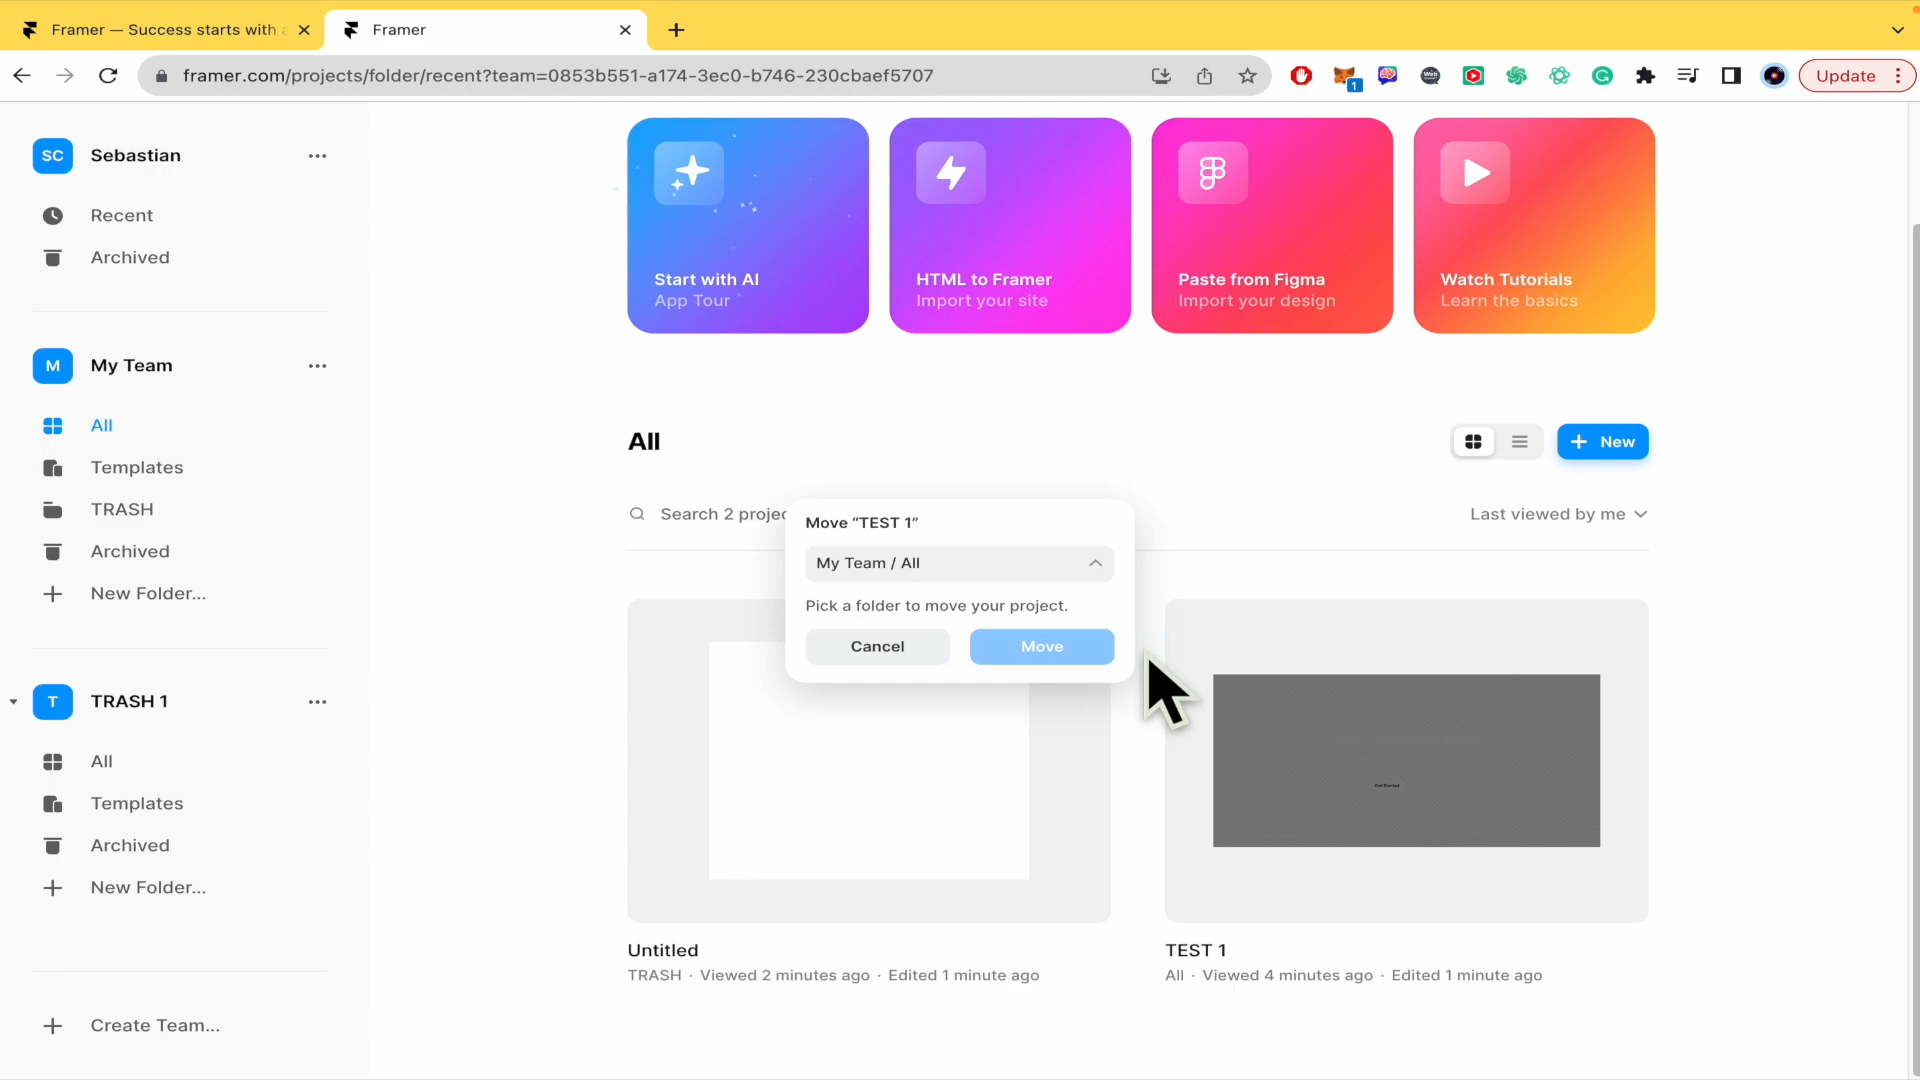 Framer — Success starts with a
Framer
framer.com/projects/folder/recent?team=0853b551-a174-3ec0-b746-230cbaef5707
1
Update
SC
Sebastian
Recent
Archived
M
My Team
All
Templates
TRASH
Archived
New Folder...
T
TRASH 1
All
Templates
Archived
New Folder...
Create Team...
Start with AI
App Tour
HTML to Framer
Import your site
Paste from Figma
Import your design
Watch Tutorials
Learn the basics
All
New
Search 2 projec
Last viewed by me
Move “TEST 1”
My Team / All
Pick a folder to move your project.
Cancel
Move
Get Started
Untitled
TRASH · Viewed 2 minutes ago · Edited 1 minute ago
TEST 1
All · Viewed 4 minutes ago · Edited 1 minute ago